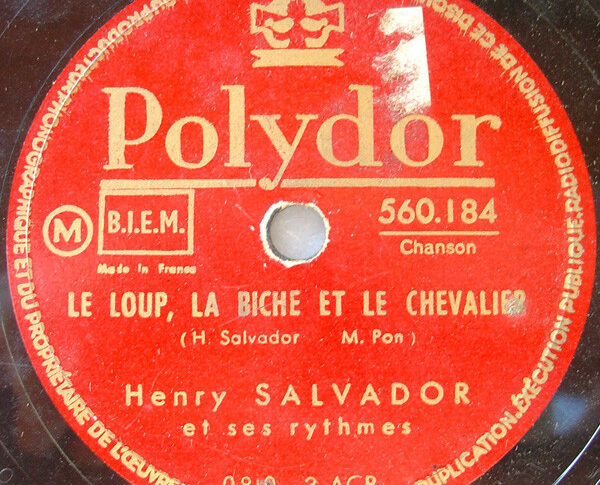 Polydor
B.I.E.M.
M
560.184
Chanson
Made in France
LE LOUP, LA BICHE ET LE CHEVALIER
(H. Salvador M. Pon)
Henry SALVADOR
et ses rythmes
PHONOGRAPHIQUE ET DU PROPRIÉTAIRE DE L'ŒUVRE
DUPLICATION, EXÉCUTION PUBLIQUE, RADIODIFFUSION DE CE